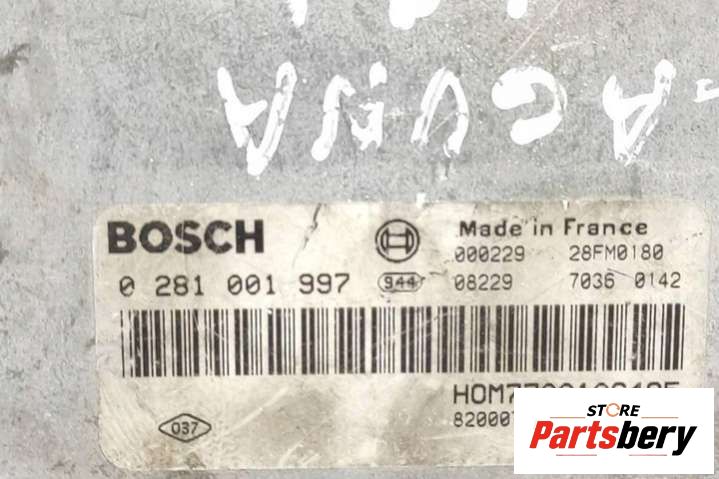 LAGUNA
BOSCH
Made in France
000229 28FM0180
0 281 001 997 944 08229 7036 0142
037
STORE
Partsbery